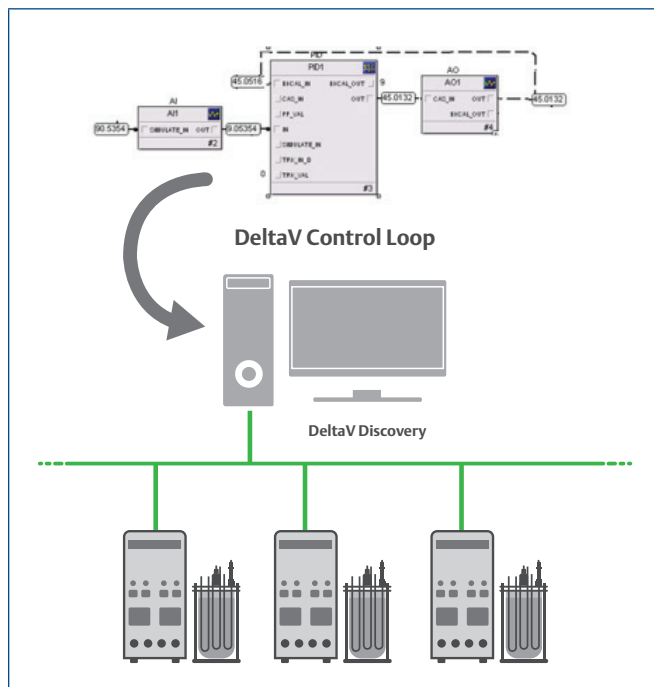 PID
PID1
45.0516
BKCAL_IN BKCAL_OUT 9
CAS_IN OUT 45.0132
FF_VAL
IN
SIMULATE_IN
TRK_IN_D
0 TRK_VAL
#3
AO
AO1
CAS_IN OUT 45.0132
BKCAL_OUT
#4
AI
AI1
90.5354 SIMULATE_IN OUT 9.05354
#2
DeltaV Control Loop
DeltaV Discovery